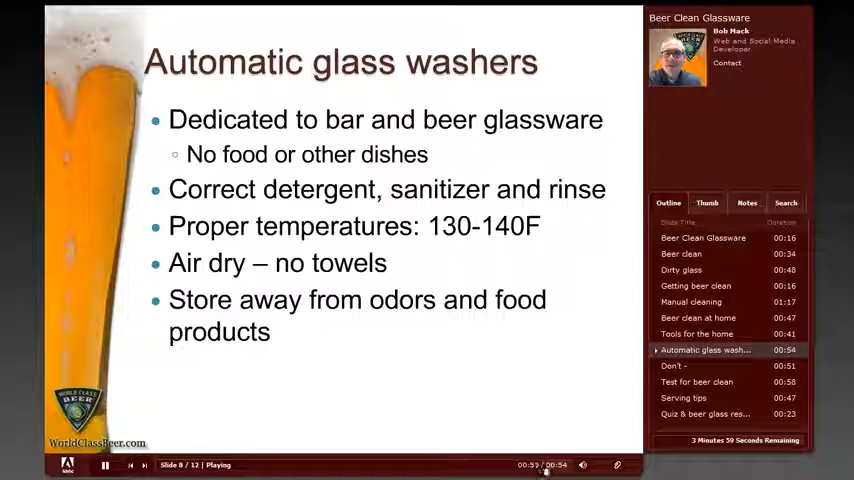 Automatic glass washers
Dedicated to bar and beer glassware
No food or other dishes
Correct detergent, sanitizer and rinse
Proper temperatures: 130-140F
Air dry – no towels
Store away from odors and food
products
WORLD CLASS
BEER
WorldClassBeer.com
Beer Clean Glassware
Bob Mack
Web and Social Media
Developer
Contact
Outline Thumb Notes Search
Slide Title Duration
Beer Clean Glassware 00:16
Beer clean 00:34
Dirty glass 00:48
Getting beer clean 00:16
Manual cleaning 01:17
Beer clean at home 00:47
Tools for the home 00:41
Automatic glass wash... 00:54
Don't - 00:51
Test for beer clean 00:58
Serving tips 00:47
Quiz & beer glass res... 00:23
3 Minutes 59 Seconds Remaining
Adobe
Slide 8 / 12 | Playing
00:54